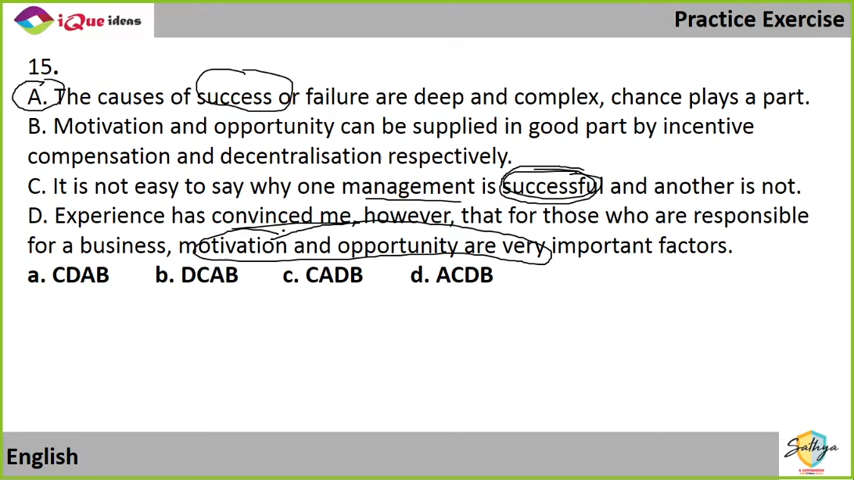 iQue ideas
Practice Exercise
15.
A. The causes of success or failure are deep and complex, chance plays a part.
B. Motivation and opportunity can be supplied in good part by incentive
compensation and decentralisation respectively.
C. It is not easy to say why one management is successful and another is not.
D. Experience has convinced me, however, that for those who are responsible
for a business, motivation and opportunity are very important factors.
a. CDAB b. DCAB c. CADB d. ACDB
English
Sathya